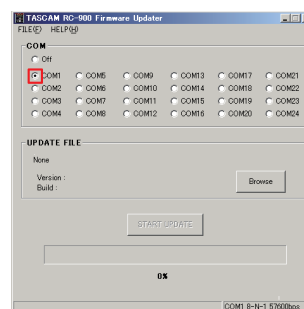 TASCAM RC-900 Firmware Updater
FILE(F) HELP(H)
COM
Off
COM1 COM5 COM9 COM13 COM17 COM21
COM2 COM6 COM10 COM14 COM18 COM22
COM3 COM7 COM11 COM15 COM19 COM23
COM4 COM8 COM12 COM16 COM20 COM24
UPDATE FILE
None
Version :
Build :
Browse
START UPDATE
0%
COM1 8-N-1 57600bps